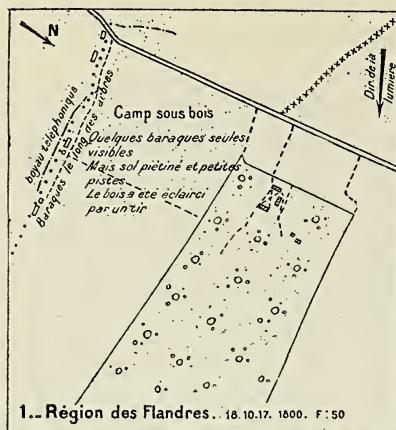 N
Dir. de la
lumière
boyau téléphonique
Baraques le long des arbres
Camp sous bois
Quelques baraques seules
visibles
Mais sol piétiné et petites
pistes
Le bois a été éclairci
par un tir
1.. Région des Flandres. 18.10.17. 1800. F:50